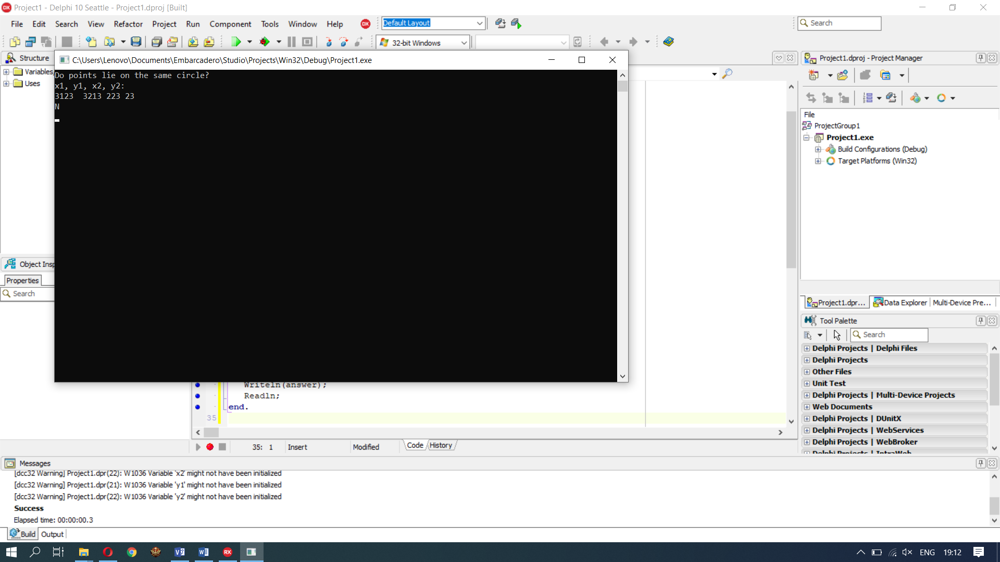 Project1 - Delphi 10 Seattle - Project1.dproj [Built]
File Edit Search View Refactor Project Run Component Tools Window Help
Default Layout
Search
32-bit Windows
Structure
C:\Users\Lenovo\Documents\Embarcadero\Studio\Projects\Win32\Debug\Project1.exe
Project1.dproj - Project Manager
Variables
Uses
Do points lie on the same circle?
x1, y1, x2, y2:
3123  3213 223 23
N
File
ProjectGroup1
Project1.exe
Build Configurations (Debug)
Target Platforms (Win32)
Object Insp
Properties
Search
Project1.dpr...
Data Explorer
Multi-Device Pre...
Tool Palette
Search
Delphi Projects | Delphi Files
Delphi Projects
Other Files
Unit Test
Delphi Projects | Multi-Device Projects
Web Documents
Delphi Projects | DUnitX
Delphi Projects | WebServices
Delphi Projects | WebBroker
Delphi Projects | IntraWeb
Writeln(answer);
Readln;
end.
35
35: 1 Insert Modified
Code History
Messages
[dcc32 Warning] Project1.dpr(22): W1036 Variable 'x2' might not have been initialized
[dcc32 Warning] Project1.dpr(21): W1036 Variable 'y1' might not have been initialized
[dcc32 Warning] Project1.dpr(22): W1036 Variable 'y2' might not have been initialized
Success
Elapsed time: 00:00:00.3
Build Output
ENG 19:12